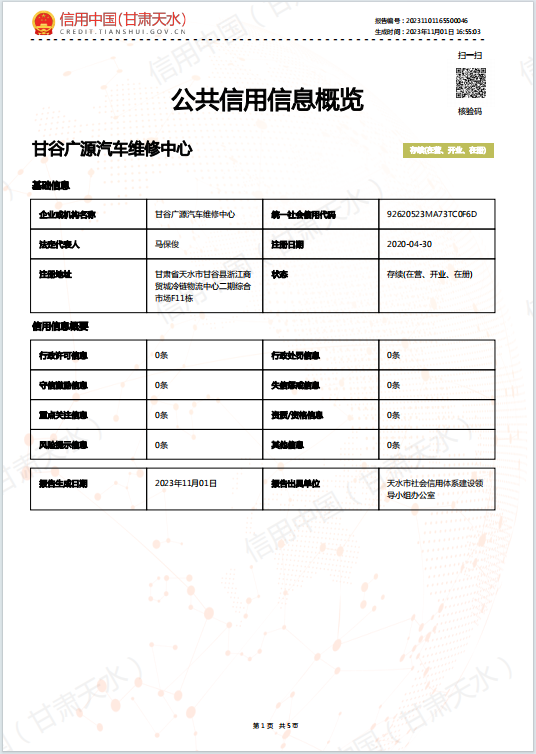 信用中国(甘肃天水)
CREDIT.TIANSHUI.GOV.CN
报告编号：20231101165500046
生成时间：2023年11月01日 16:55:03
扫一扫
核验码
公共信用信息概览
甘谷广源汽车维修中心
存续(在营、开业、在册)
基础信息
企业或机构名称 甘谷广源汽车维修中心 统一社会信用代码 92620523MA73TC0F6D
法定代表人 马保俊 注册日期 2020-04-30
注册地址 甘肃省天水市甘谷县浙江商 状态 存续(在营、开业、在册)
贸城冷链物流中心二期综合
市场F11栋
信用信息概要
行政许可信息 0条 行政处罚信息 0条
守信激励信息 0条 失信惩戒信息 0条
重点关注信息 0条 资质/资格信息 0条
风险提示信息 0条 其他信息 0条
报告生成日期 2023年11月01日 报告出具单位 天水市社会信用体系建设领
导小组办公室
信用中国（甘肃天水）
第 1 页 共 5 页